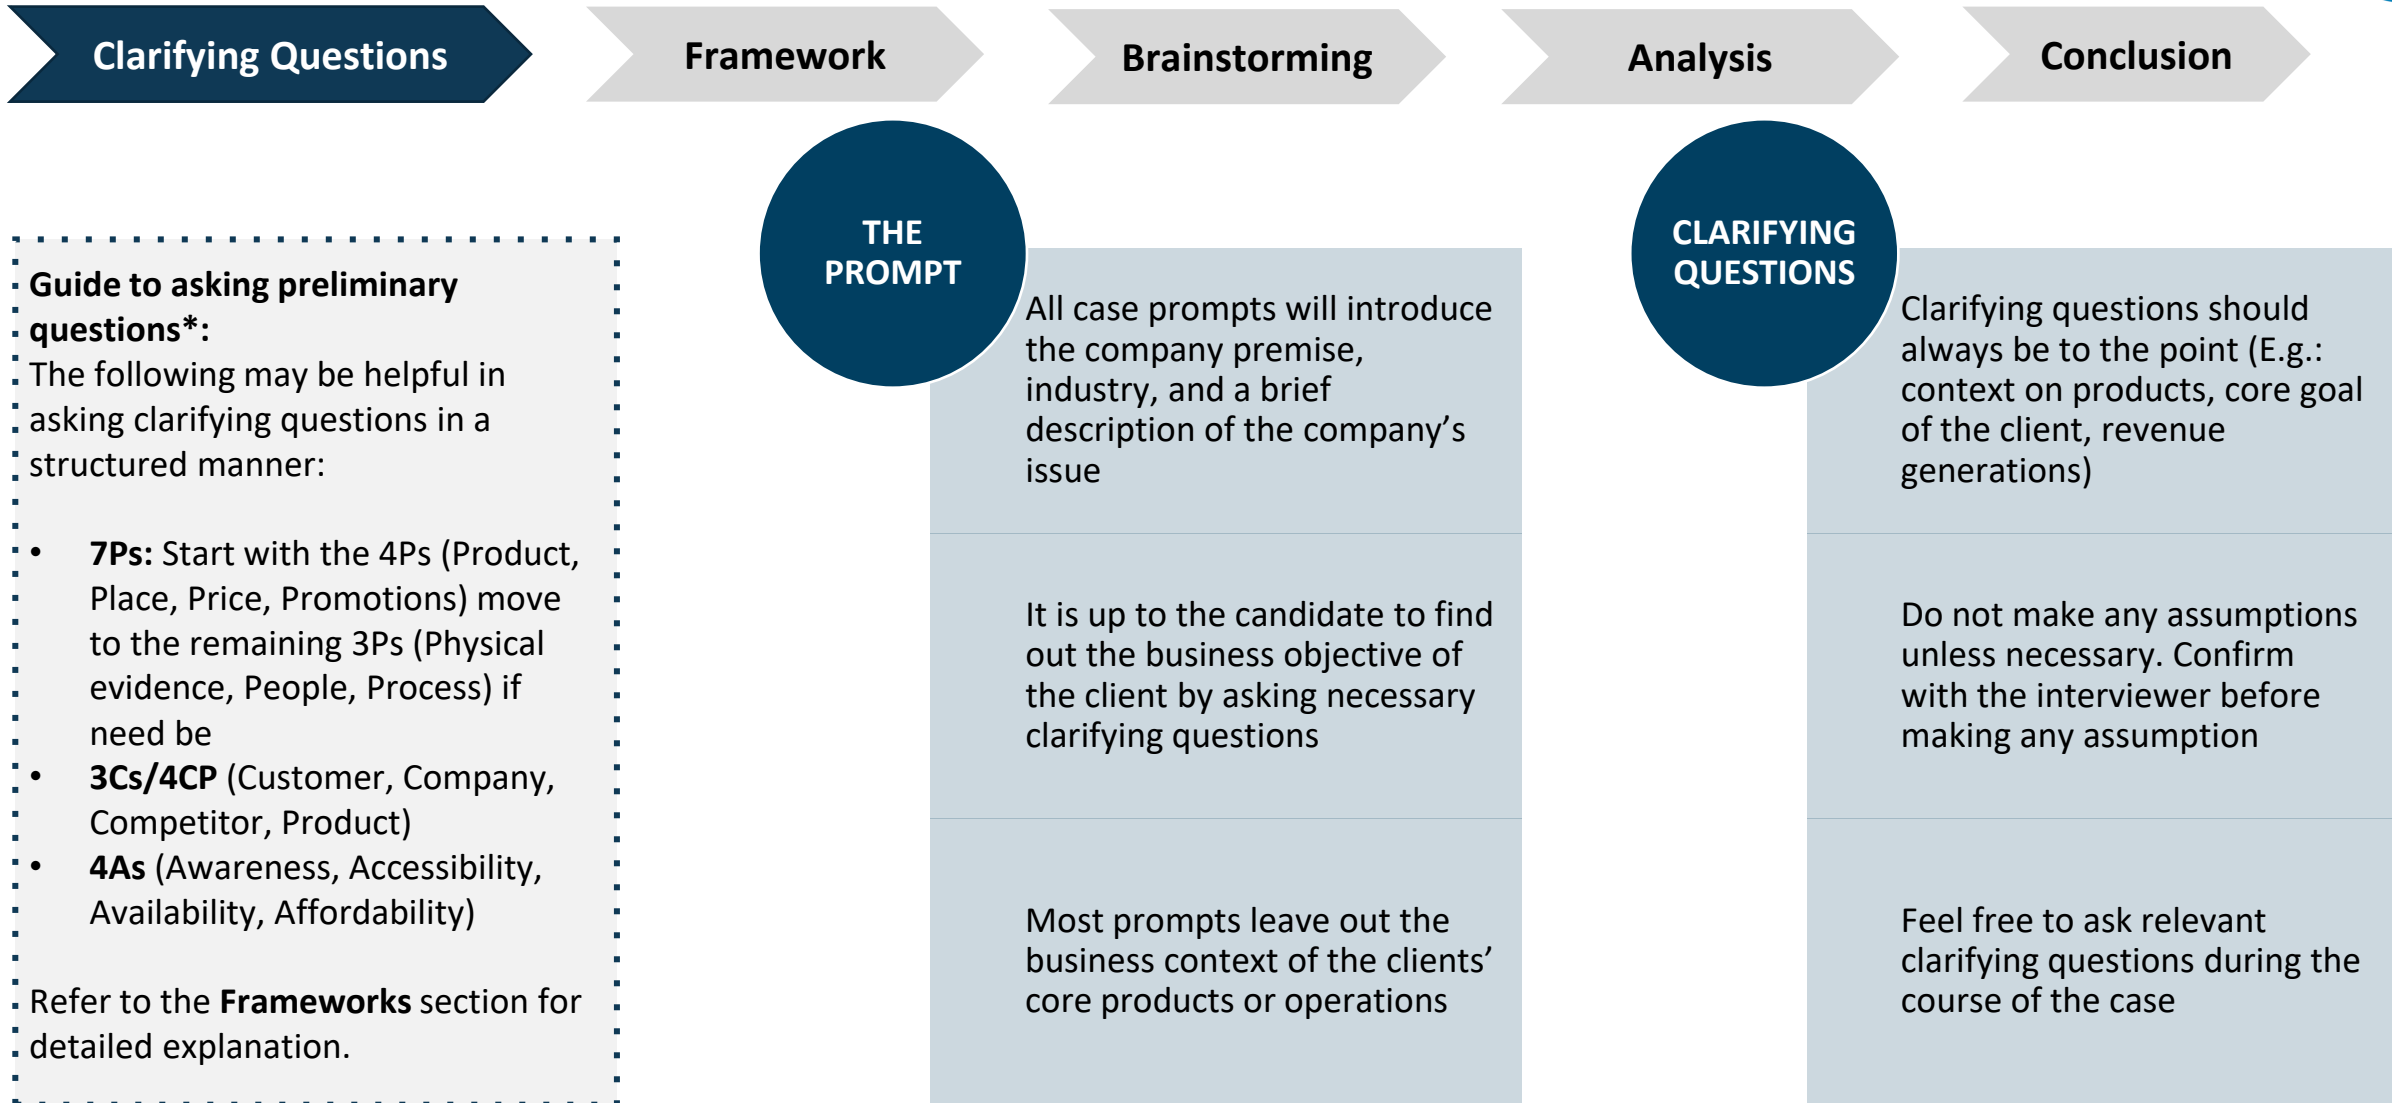 Clarifying Questions
Framework
Brainstorming
Analysis
Conclusion
Guide to asking preliminary
questions*:
The following may be helpful in
asking clarifying questions in a
structured manner:
• 7Ps: Start with the 4Ps (Product,
Place, Price, Promotions) move
to the remaining 3Ps (Physical
evidence, People, Process) if
need be
• 3Cs/4CP (Customer, Company,
Competitor, Product)
• 4As (Awareness, Accessibility,
Availability, Affordability)
Refer to the Frameworks section for
detailed explanation.
THE
PROMPT
All case prompts will introduce
the company premise,
industry, and a brief
description of the company’s
issue
It is up to the candidate to find
out the business objective of
the client by asking necessary
clarifying questions
Most prompts leave out the
business context of the clients’
core products or operations
CLARIFYING
QUESTIONS
Clarifying questions should
always be to the point (E.g.:
context on products, core goal
of the client, revenue
generations)
Do not make any assumptions
unless necessary. Confirm
with the interviewer before
making any assumption
Feel free to ask relevant
clarifying questions during the
course of the case